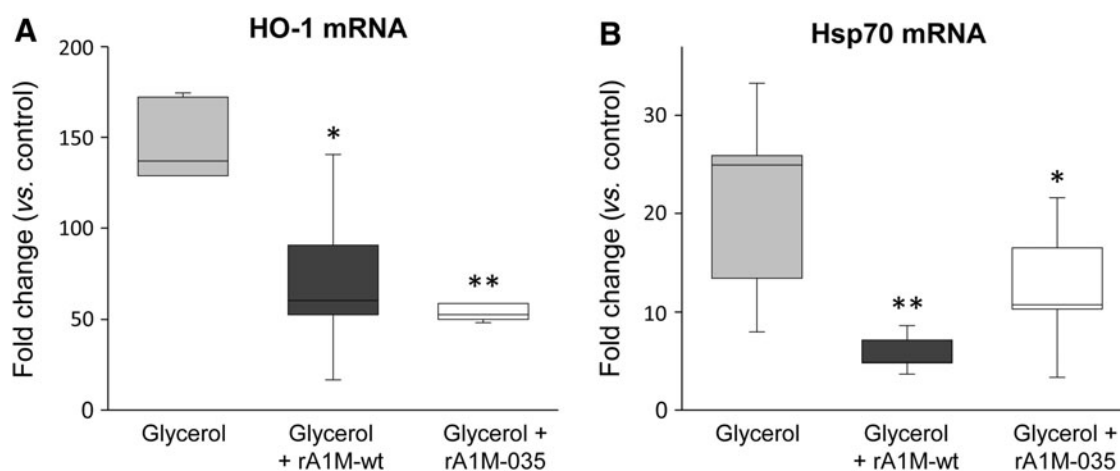 A
HO-1 mRNA
Fold change (vs. control)
200
150
100
50
0
*
**
Glycerol
Glycerol
+ rA1M-wt
Glycerol +
rA1M-035
B
Hsp70 mRNA
Fold change (vs. control)
30
20
10
0
**
*
Glycerol
Glycerol
+ rA1M-wt
Glycerol +
rA1M-035